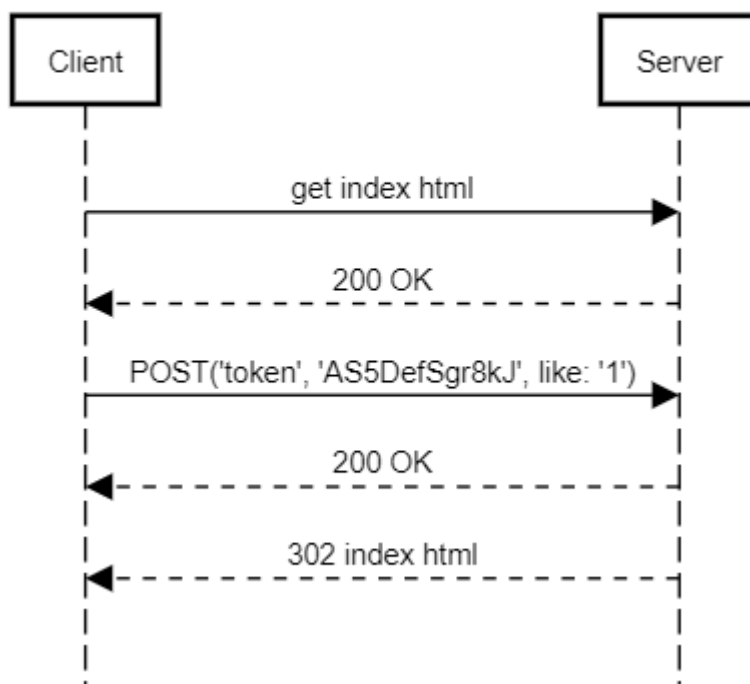 Client
Server
get index html
200 OK
POST('token', 'AS5DefSgr8kJ', like: '1')
200 OK
302 index html